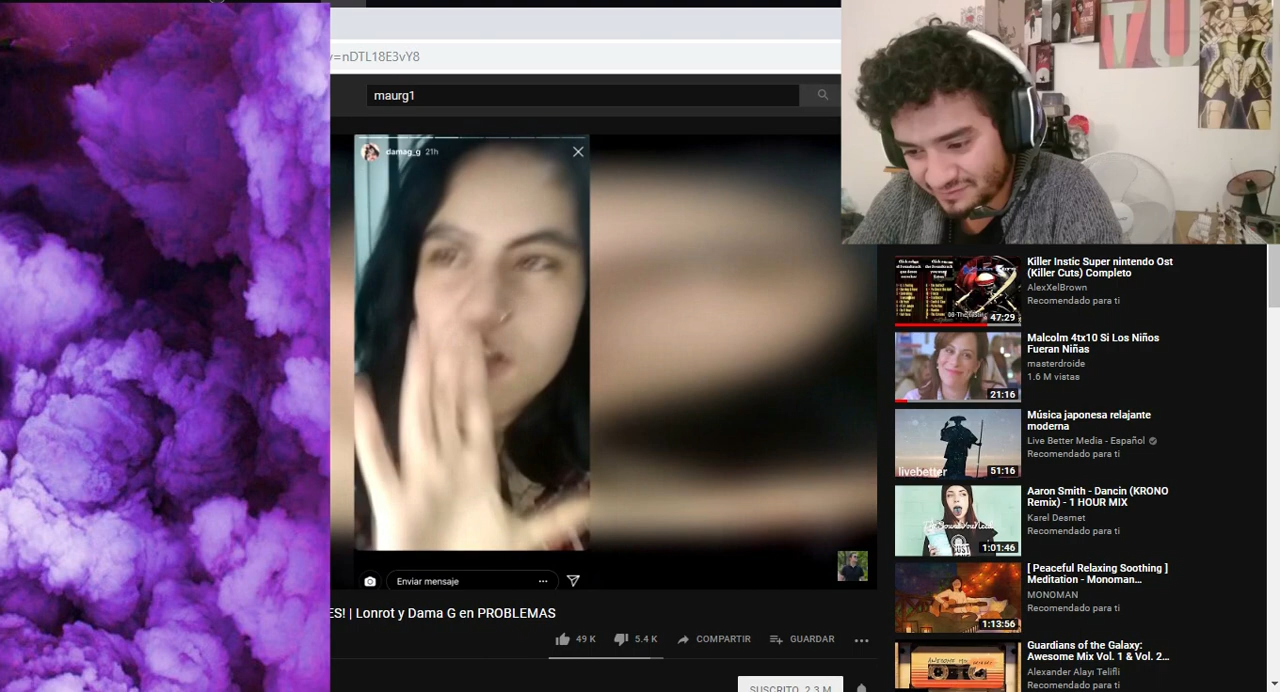 y=nDTL18E3vY8
maurg1
damag_g 21h
Enviar mensaje
ES! | Lonrot y Dama G en PROBLEMAS
49 K
5.4 K
COMPARTIR
GUARDAR
SUSCRITO 2.3 M
TU
47:29
Killer Instic Super nintendo Ost
(Killer Cuts) Completo
AlexXelBrown
Recomendado para ti
21:16
Malcolm 4tx10 Si Los Niños
Fueran Niñas
masterdroide
1.6 M vistas
livebetter
51:16
Música japonesa relajante
moderna
Live Better Media - Español
Recomendado para ti
1:01:46
Aaron Smith - Dancin (KRONO
Remix) - 1 HOUR MIX
Karel Desmet
Recomendado para ti
1:13:56
[ Peaceful Relaxing Soothing ]
Meditation - Monoman...
MONOMAN
Recomendado para ti
AWESOME MIX
Guardians of the Galaxy:
Awesome Mix Vol. 1 & Vol. 2...
Alexander Alayi Telifli
Recomendado para ti